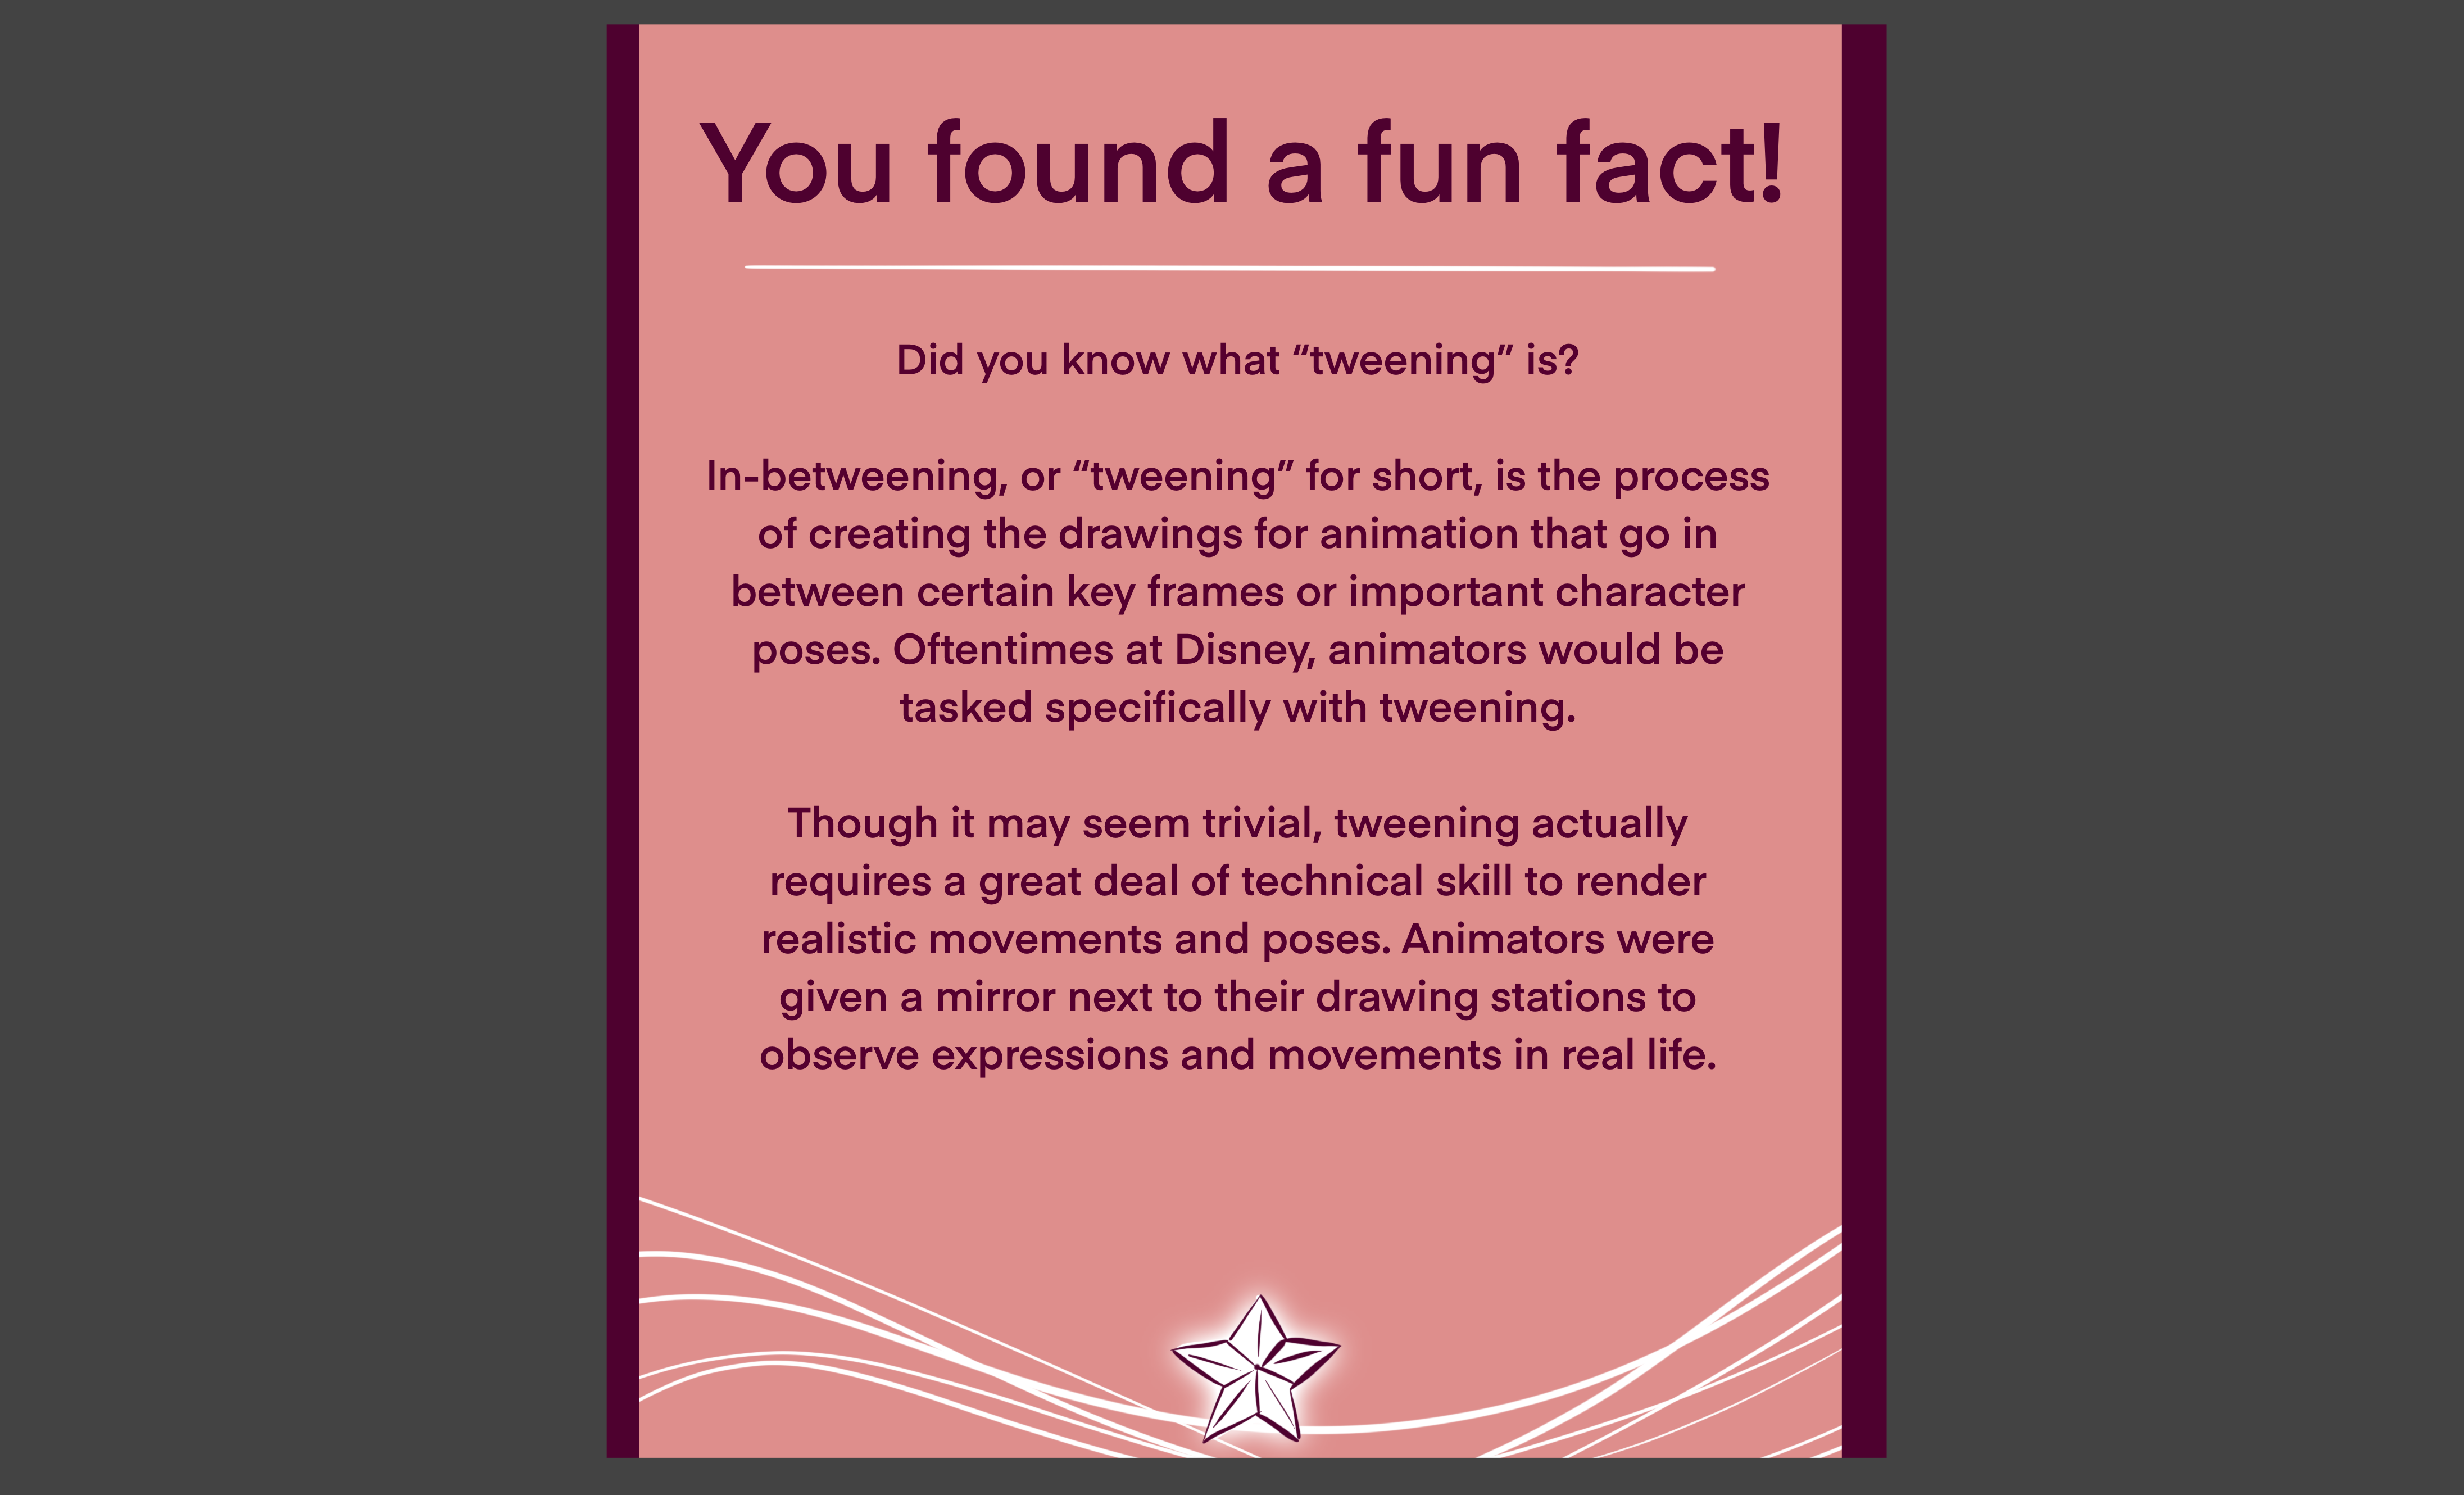 You found a fun fact!
Did you know what “tweening” is?
In-betweening, or “tweening” for short, is the process
of creating the drawings for animation that go in
between certain key frames or important character
poses. Oftentimes at Disney, animators would be
tasked specifically with tweening.
Though it may seem trivial, tweening actually
requires a great deal of technical skill to render
realistic movements and poses. Animators were
given a mirror next to their drawing stations to
observe expressions and movements in real life.